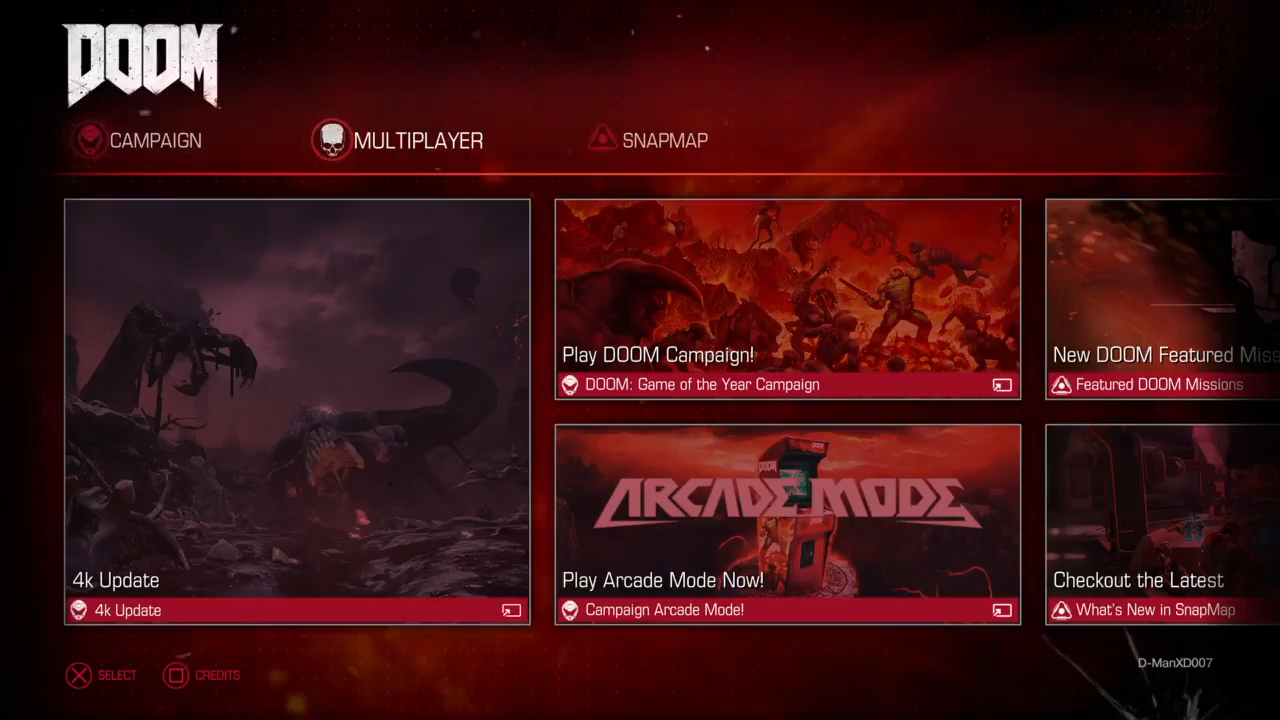 DOOM
CAMPAIGN
MULTIPLAYER
SNAPMAP
4k Update
4k Update
Play DOOM Campaign!
DOOM: Game of the Year Campaign
DOOM
ARCADE MODE
Play Arcade Mode Now!
Campaign Arcade Mode!
New DOOM Featured Miss
Featured DOOM Missions
Checkout the Latest
What's New in SnapMap
SELECT
CREDITS
D-ManXD007